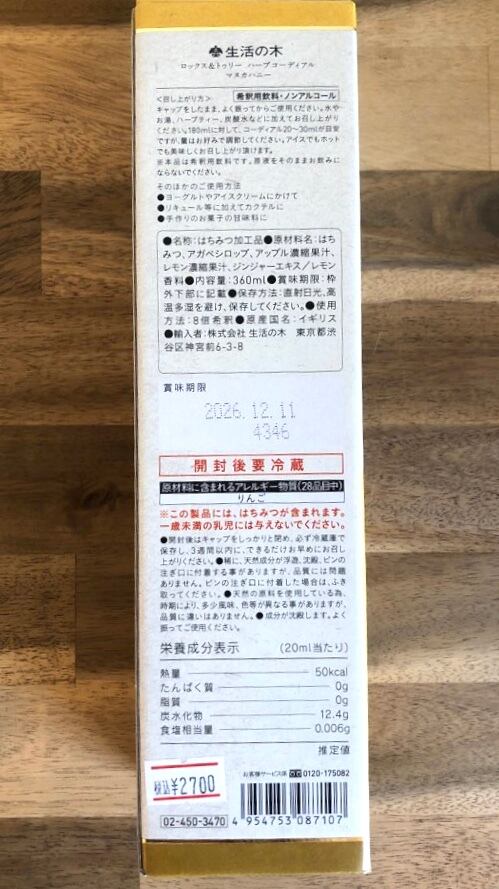 生活の木
ロックス&トゥリー ハーブコーディアル
マヌカハニー
<召し上がり方> 希釈用飲料・ノンアルコール
キャップをしたまま、よく振ってからご使用ください。水や
お湯、ハーブティー、炭酸水などに加えてお召し上がり
ください。180mlに対して、コーディアル20〜30mlが目安
ですが、量はお好みで調節してください。アイスでもホット
でも美味しくお召し上がり頂けます。
※本品は希釈用飲料です。原液をそのままお飲みに
ならないでください。
そのほかのご使用方法
●ヨーグルトやアイスクリームにかけて
●リキュール等に加えてカクテルに
●手作りのお菓子の甘味料に
●名称:はちみつ加工品●原材料名:はち
みつ、アガベシロップ、アップル濃縮果汁、
レモン濃縮果汁、ジンジャーエキス/レモン
香料●内容量:360ml●賞味期限:枠
外下部に記載●保存方法:直射日光、高
温多湿を避け、保存してください。●使用
方法:8倍希釈●原産国名:イギリス
●輸入者:株式会社 生活の木 東京都渋
谷区神宮前6-3-8
賞味期限
2026.12.11
4346
開封後要冷蔵
原材料に含まれるアレルギー物質(28品目中)
りんご
※この製品には、はちみつが含まれます。
一歳未満の乳児には与えないでください。
●開封後はキャップをしっかりと閉め、必ず冷蔵庫で
保存し、3週間以内に、できるだけお早めにお召し
上がりください。●稀に、天然成分が浮遊、沈殿、ビンの
注ぎ口に付着する事がありますが、品質には問題
ありません。ビンの注ぎ口に付着した場合は、ふき
取ってください。●天然の原料を使用している為、
時期により、多少風味、色等が異なる事がありますが、
品質に違いはありません。●成分が沈殿します。よく
振ってご使用ください。
栄養成分表示 (20ml当たり)
熱量 50kcal
たんぱく質 0g
脂質 0g
炭水化物 12.4g
食塩相当量 0.006g
推定値
税込¥2700
お客様サービス係 0120-175082
02-450-3470
4 954753 087107